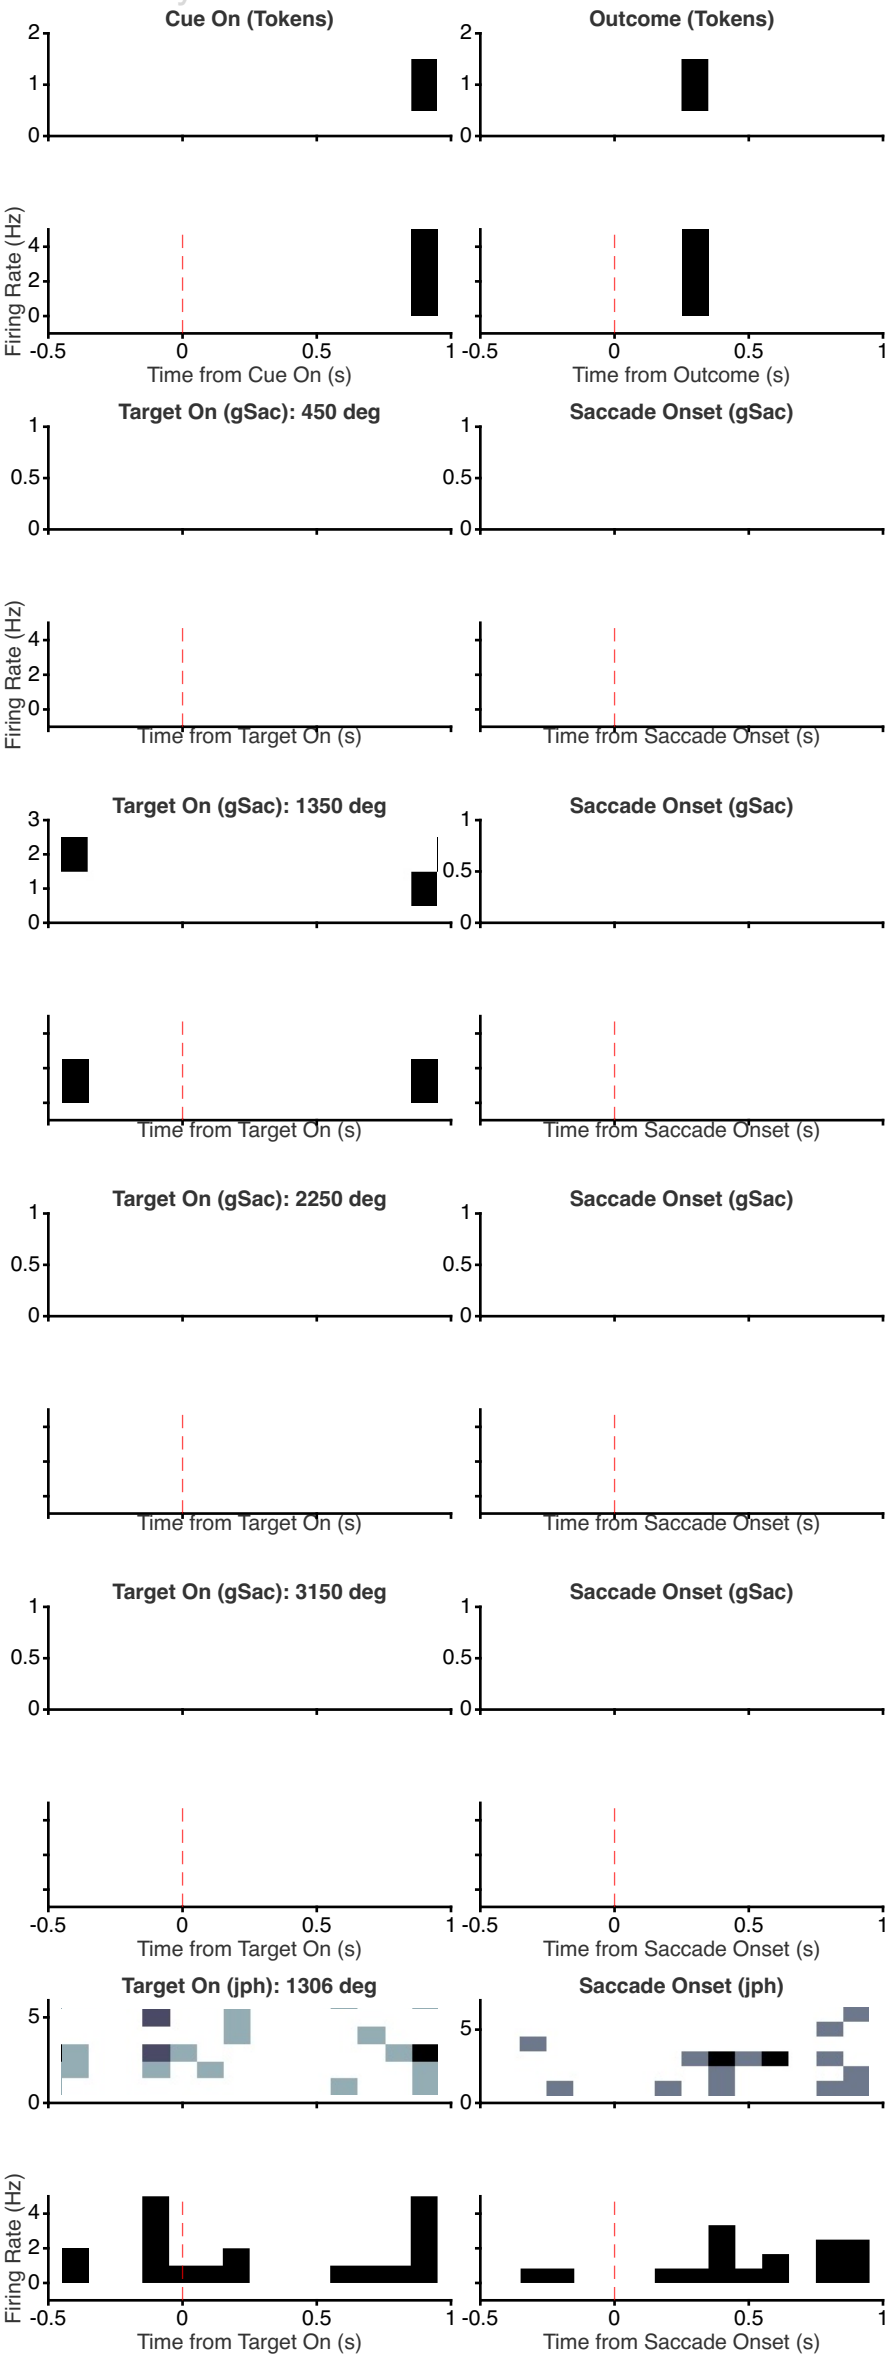 Cue On (Tokens) Outcome (Tokens)
2 2
1 1
0 0
Firing Rate (Hz)
4
2
0
-0.5 0 0.5 1 -0.5 0 0.5 1
Time from Cue On (s) Time from Outcome (s)
Target On (gSac): 450 deg Saccade Onset (gSac)
1 1
0.5 0.5
0 0
Firing Rate (Hz)
4
2
0
Time from Target On (s) Time from Saccade Onset (s)
Target On (gSac): 1350 deg Saccade Onset (gSac)
3 1
2
0.5
1
0 0
Time from Target On (s) Time from Saccade Onset (s)
Target On (gSac): 2250 deg Saccade Onset (gSac)
1 1
0.5 0.5
0 0
Time from Target On (s) Time from Saccade Onset (s)
Target On (gSac): 3150 deg Saccade Onset (gSac)
1 1
0.5 0.5
0 0
-0.5 0 0.5 1 -0.5 0 0.5 1
Time from Target On (s) Time from Saccade Onset (s)
Target On (jph): 1306 deg Saccade Onset (jph)
5 5
0 0
Firing Rate (Hz)
4
2
0
-0.5 0 0.5 1 -0.5 0 0.5 1
Time from Target On (s) Time from Saccade Onset (s)